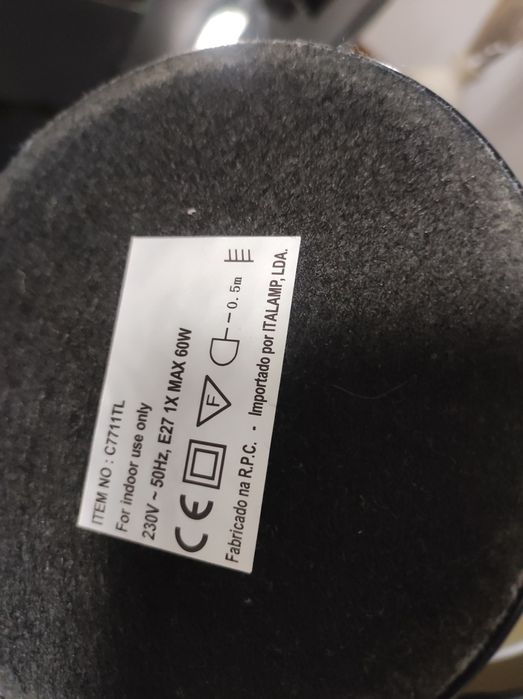 ITEM NO : C7711TL
For indoor use only
230V ~ 50Hz, E27 1X MAX 60W
CE F 0.5m
Fabricado na R.P.C. - Importado por ITALAMP, LDA.